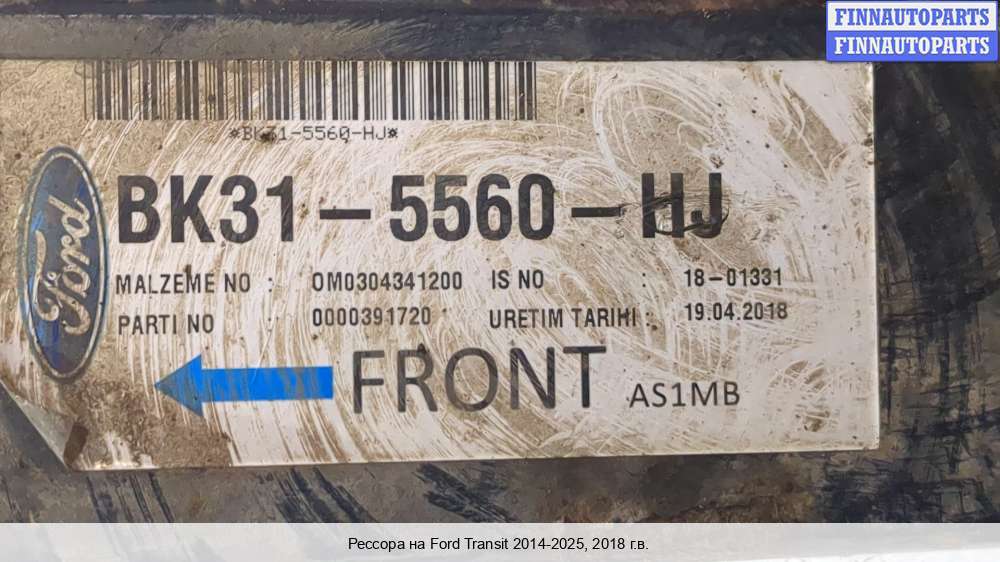 FINNAUTOPARTS
FINNAUTOPARTS
*BK31-5560-HJ*
Ford
BK31-5560-HJ
MALZEME NO : OM0304341200 IS NO : 18-01331
PARTI NO : 0000391720 URETIM TARIHI : 19.04.2018
FRONT AS1MB
Рессора на Ford Transit 2014-2025, 2018 г.в.